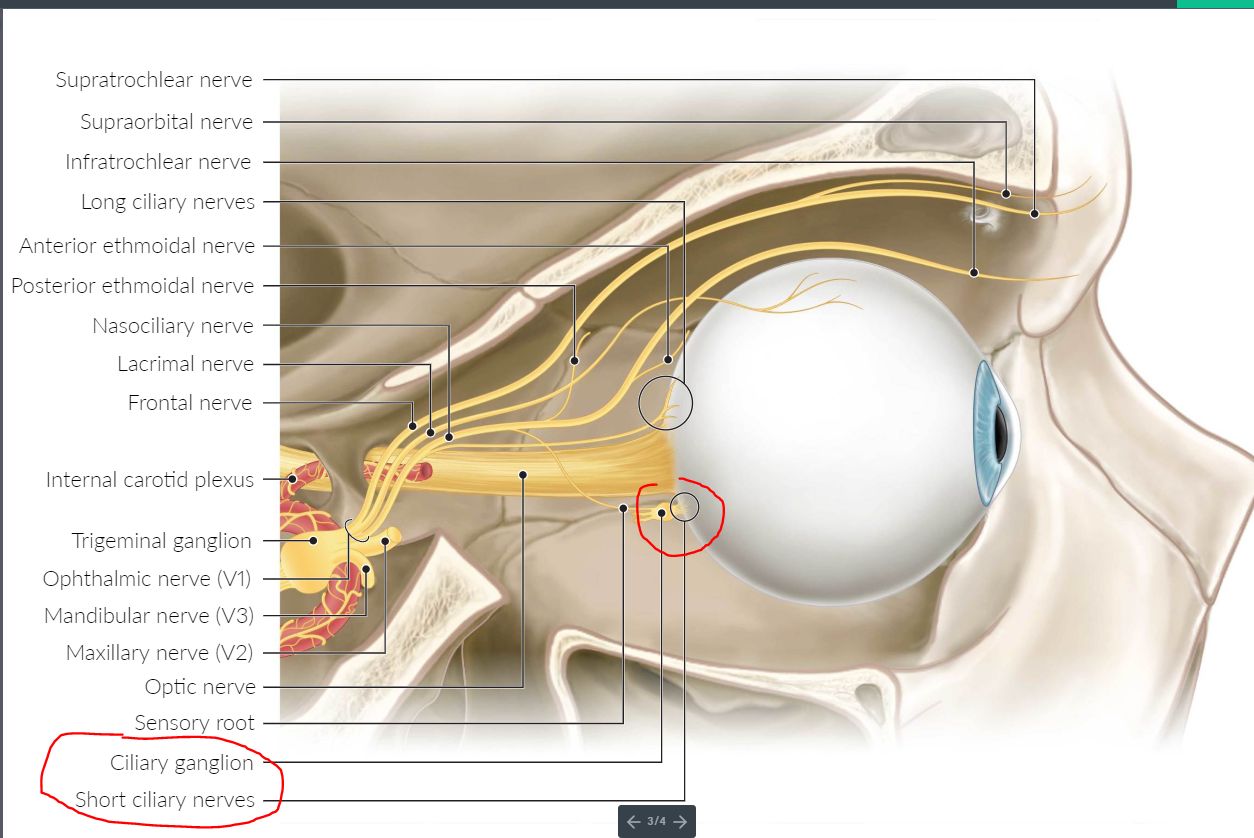 Supratrochlear nerve
Supraorbital nerve
Infratrochlear nerve
Long ciliary nerves
Anterior ethmoidal nerve
Posterior ethmoidal nerve
Nasociliary nerve
Lacrimal nerve
Frontal nerve
Internal carotid plexus
Trigeminal ganglion
Ophthalmic nerve (V1)
Mandibular nerve (V3)
Maxillary nerve (V2)
Optic nerve
Sensory root
Ciliary ganglion
Short ciliary nerves
3/4